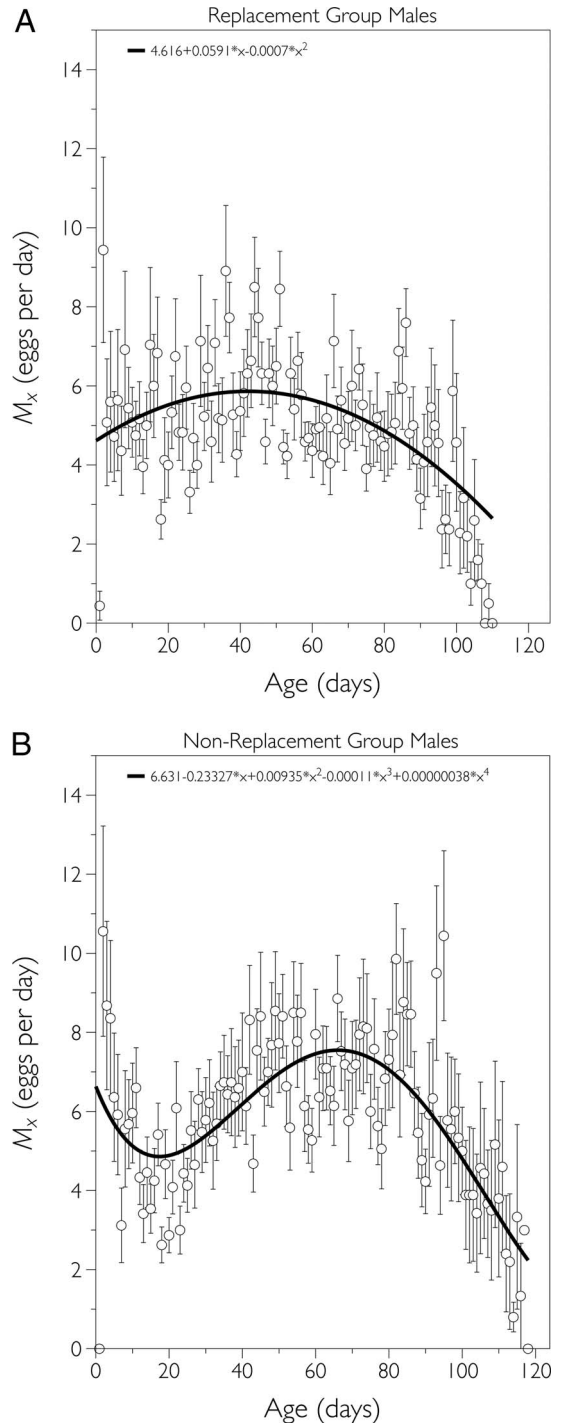 A
Replacement Group Males
4.616+0.0591*x-0.0007*x²
14
12
10
8
6
4
2
0
Mₓ (eggs per day)
0 20 40 60 80 100 120
Age (days)
B
Non-Replacement Group Males
6.631-0.23327*x+0.00935*x²-0.00011*x³+0.00000038*x⁴
14
12
10
8
6
4
2
0
Mₓ (eggs per day)
0 20 40 60 80 100 120
Age (days)